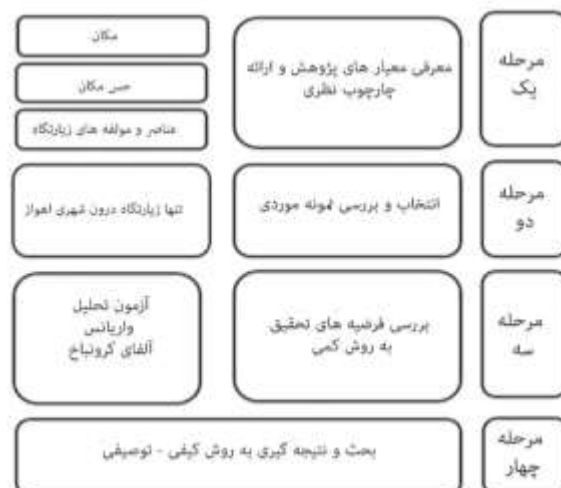 مرحله
یک
معرفی معیار های پژوهش و ارائه
چارچوب نظری
مکان
حس مکان
عناصر و مولفه های زیارتگاه
مرحله
دو
انتخاب و بررسی نمونه موردی
تنها زیارتگاه درون شهری اهواز
مرحله
سه
بررسی فرضیه های تحقیق
به روش کمی
آزمون تحلیل
واریانس
آلفای کرونباخ
مرحله
چهار
بحث و نتیجه گیری به روش کیفی - توصیفی